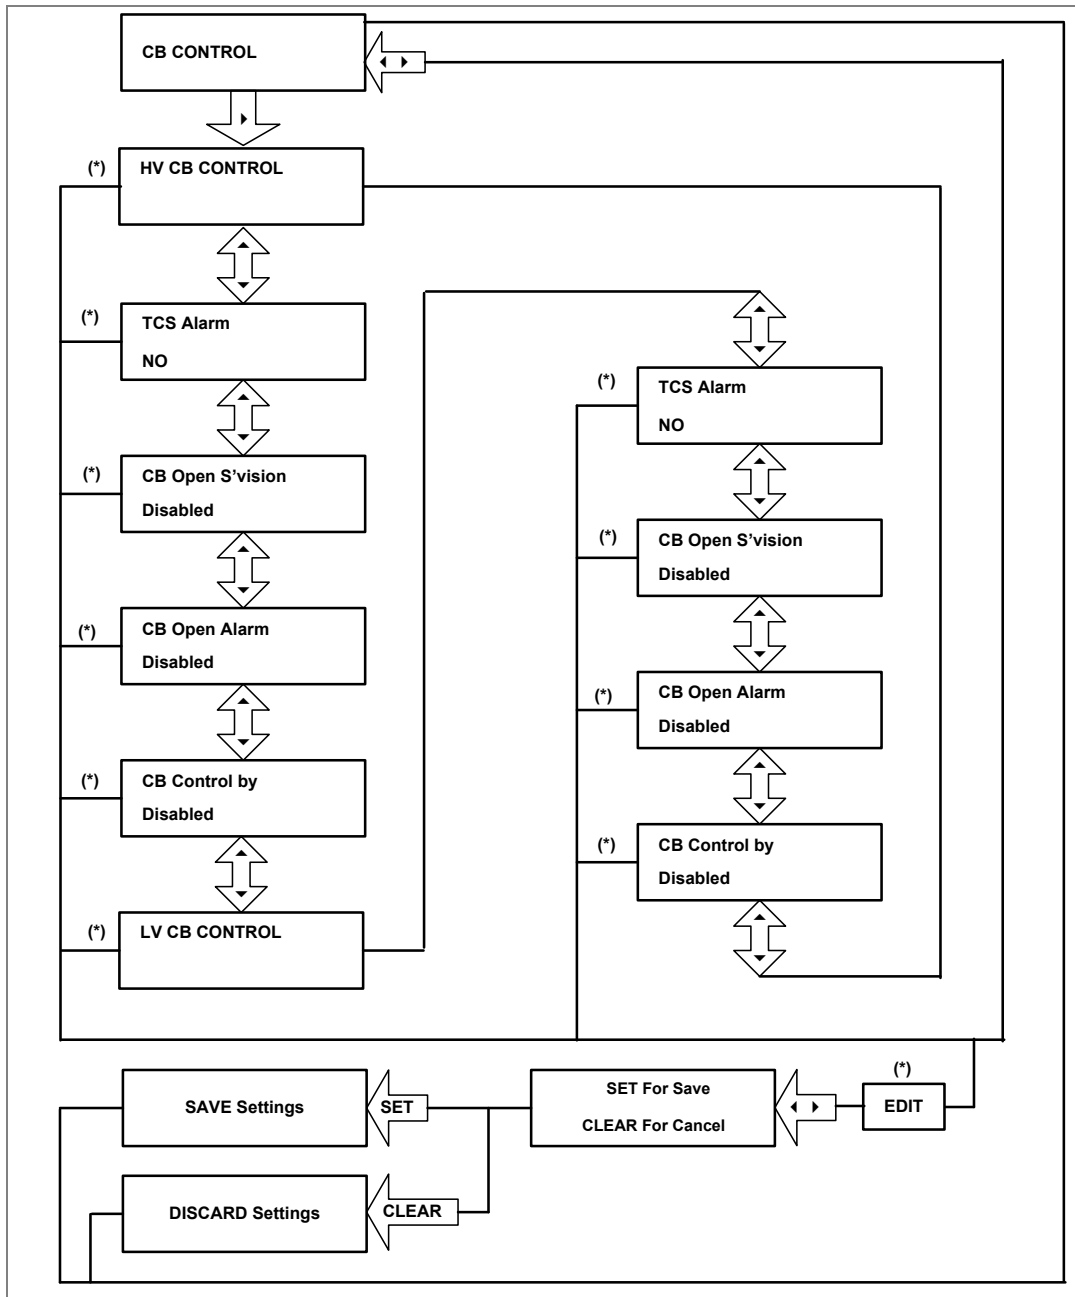 CB CONTROL
(*)
HV CB CONTROL
(*)
TCS Alarm
NO
(*)
CB Open S’vision
Disabled
(*)
CB Open Alarm
Disabled
(*)
CB Control by
Disabled
(*)
LV CB CONTROL
(*)
TCS Alarm
NO
(*)
CB Open S’vision
Disabled
(*)
CB Open Alarm
Disabled
(*)
CB Control by
Disabled
(*)
EDIT
SET For Save
CLEAR For Cancel
SET
SAVE Settings
CLEAR
DISCARD Settings